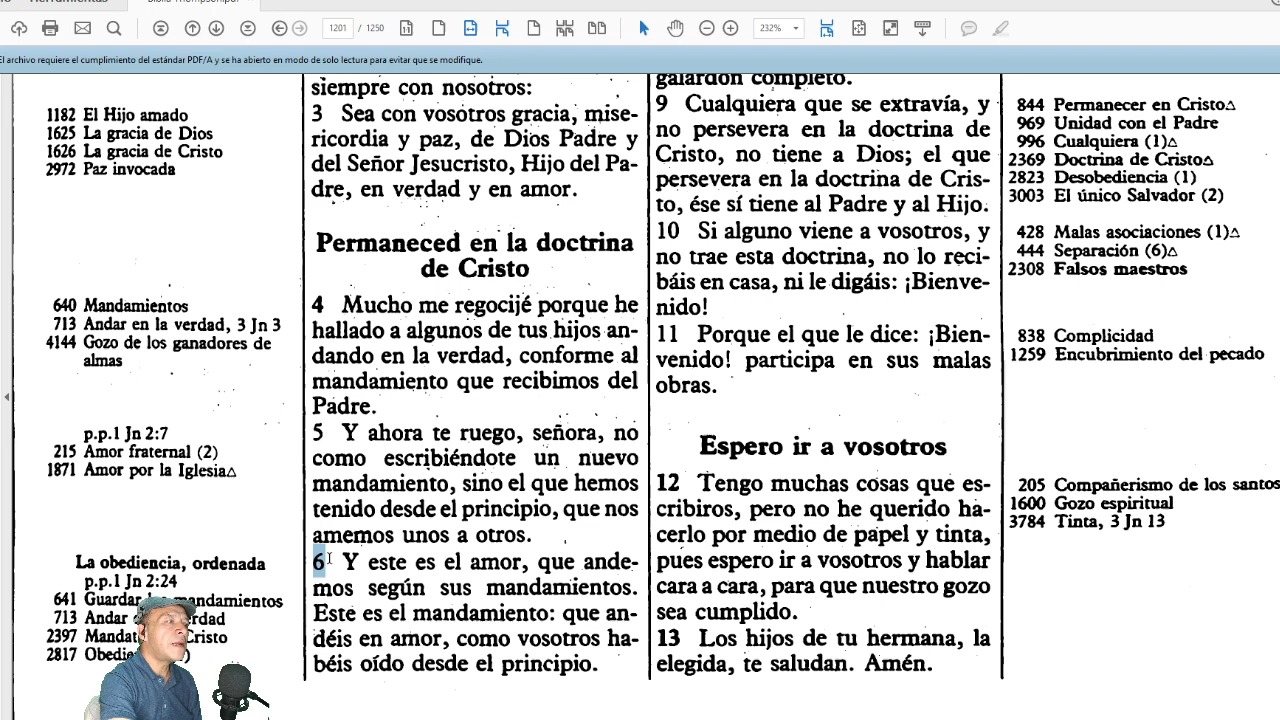 Herramientas
1201 / 1250
232%
El archivo requiere el cumplimiento del estándar PDF/A y se ha abierto en modo de solo lectura para evitar que se modifique.
1182 El Hijo amado
1625 La gracia de Dios
1626 La gracia de Cristo
2972 Paz invocada
640 Mandamientos
713 Andar en la verdad, 3 Jn 3
4144 Gozo de los ganadores de
almas
p.p.1 Jn 2:7
215 Amor fraternal (2)
1871 Amor por la Iglesia△
La obediencia, ordenada
p.p.1 Jn 2:24
641 Guardar mandamientos
713 Andar
2397 Cristo
2817
siempre con nosotros:
3 Sea con vosotros gracia, mise-
ricordia y paz, de Dios Padre y
del Señor Jesucristo, Hijo del Pa-
dre, en verdad y en amor.
Permaneced en la doctrina
de Cristo
4 Mucho me regocijé porque he
hallado a algunos de tus hijos an-
dando en la verdad, conforme al
mandamiento que recibimos del
Padre.
5 Y ahora te ruego, señora, no
como escribiéndote un nuevo
mandamiento, sino el que hemos
tenido desde el principio, que nos
amemos unos a otros.
6 Y este es el amor, que ande-
mos según sus mandamientos.
Este es el mandamiento: que an-
déis en amor, como vosotros ha-
béis oído desde el principio.
galardón completo.
9 Cualquiera que se extravía, y
no persevera en la doctrina de
Cristo, no tiene a Dios; el que
persevera en la doctrina de Cris-
to, ése sí tiene al Padre y al Hijo.
10 Si alguno viene a vosotros, y
no trae esta doctrina, no lo reci-
báis en casa, ni le digáis: ¡Bienve-
nido!
11 Porque el que le dice: ¡Bien-
venido! participa en sus malas
obras.
Espero ir a vosotros
12 Tengo muchas cosas que es-
cribiros, pero no he querido ha-
cerlo por medio de papel y tinta,
pues espero ir a vosotros y hablar
cara a cara, para que nuestro gozo
sea cumplido.
13 Los hijos de tu hermana, la
elegida, te saludan. Amén.
844 Permanecer en Cristo△
969 Unidad con el Padre
996 Cualquiera (1)△
2369 Doctrina de Cristo△
2823 Desobediencia (1)
3003 El único Salvador (2)
428 Malas asociaciones (1)△
444 Separación (6)△
2308 Falsos maestros
838 Complicidad
1259 Encubrimiento del pecado
205 Compañerismo de los santos
1600 Gozo espiritual
3784 Tinta, 3 Jn 13